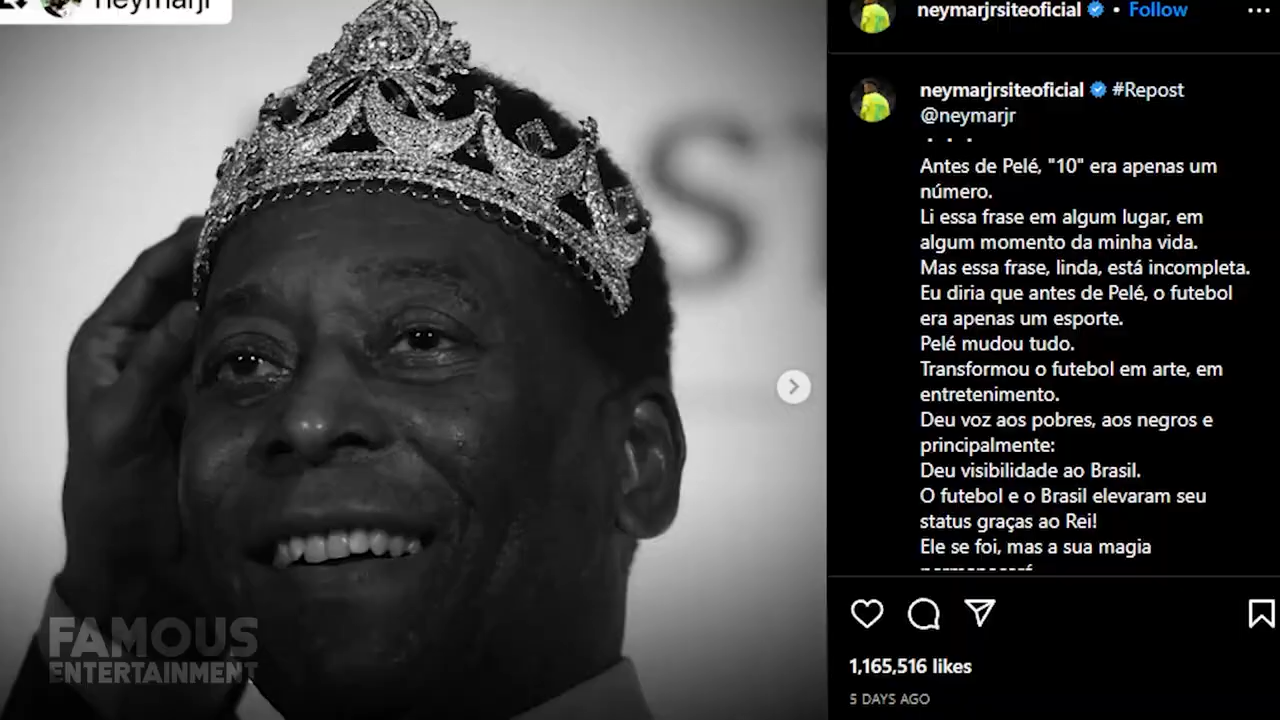 neymarjr
neymarjrsiteoficial • Follow
neymarjrsiteoficial #Repost
@neymarjr
. . .
Antes de Pelé, "10" era apenas um
número.
Li essa frase em algum lugar, em
algum momento da minha vida.
Mas essa frase, linda, está incompleta.
Eu diria que antes de Pelé, o futebol
era apenas um esporte.
Pelé mudou tudo.
Transformou o futebol em arte, em
entretenimento.
Deu voz aos pobres, aos negros e
principalmente:
Deu visibilidade ao Brasil.
O futebol e o Brasil elevaram seu
status graças ao Rei!
Ele se foi, mas a sua magia
permanecerá
1,165,516 likes
5 DAYS AGO
ST
FAMOUS
ENTERTAINMENT